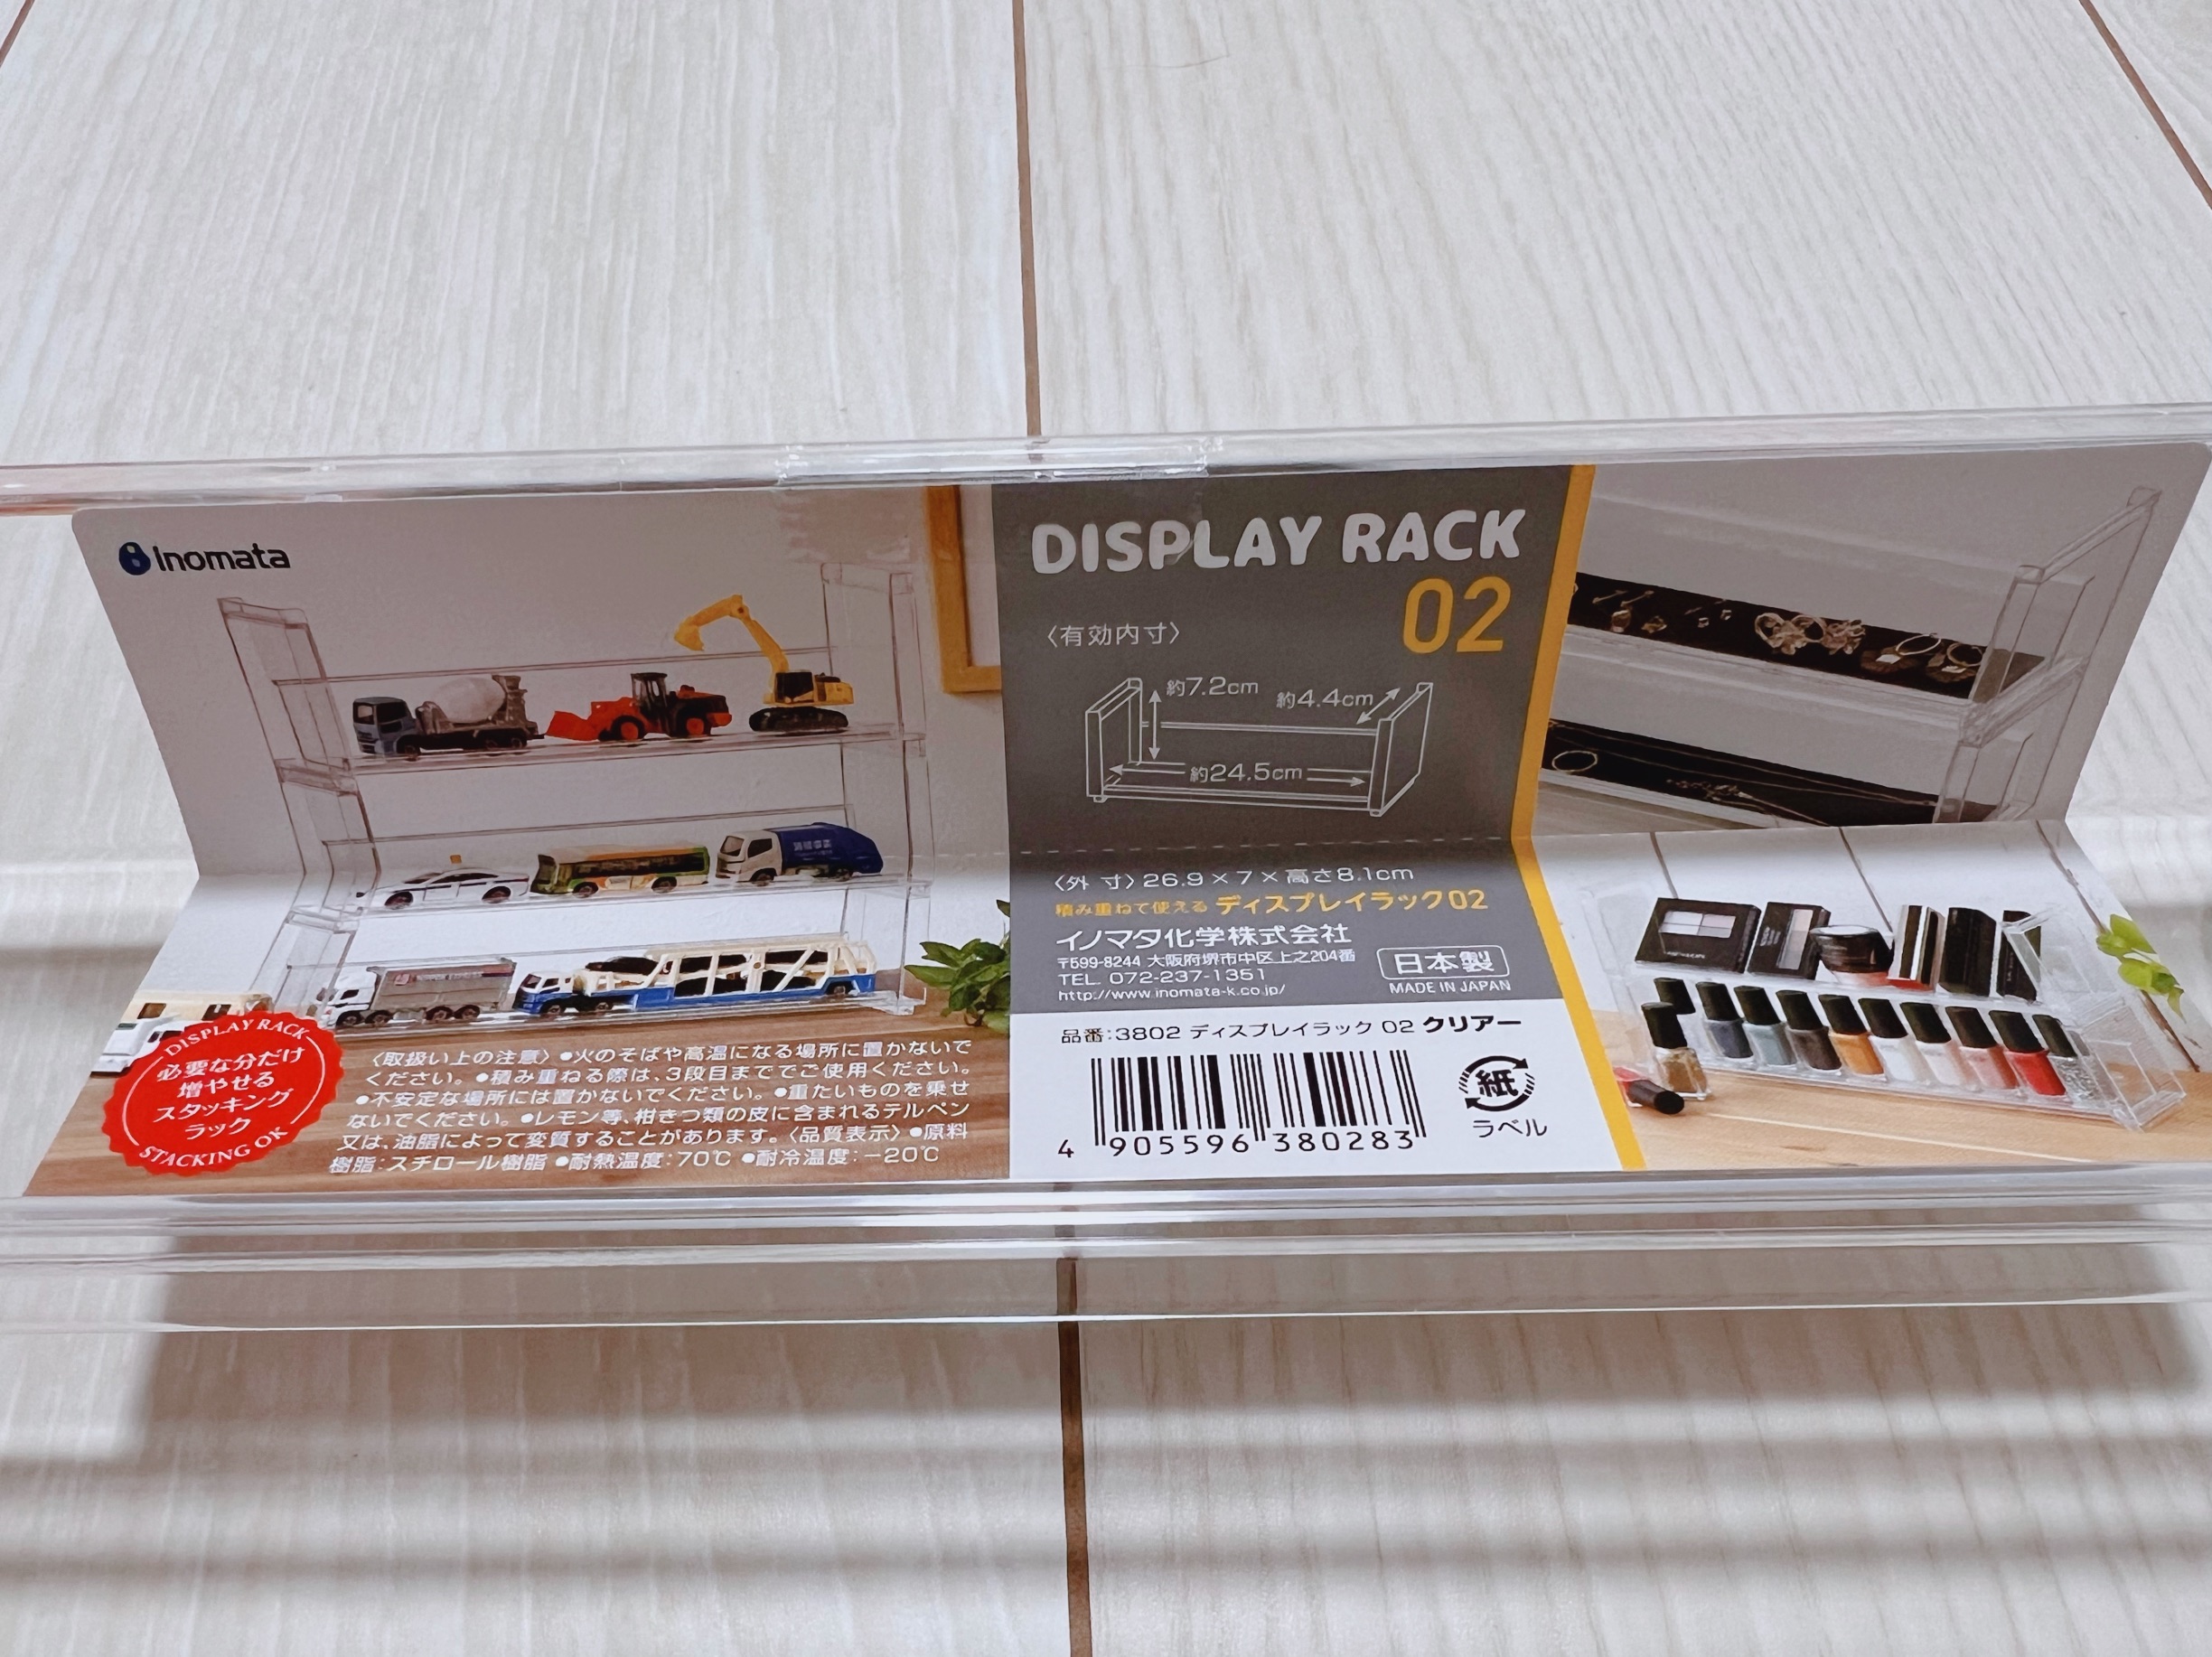 Inomata
DISPLAY RACK
必要な分だけ
増やせる
スタッキング
ラック
STACKING OK
〈取扱い上の注意〉●火のそばや高温になる場所に置かないで
ください。●積み重ねる際は、3段目まででご使用ください。
●不安定な場所には置かないでください。●重たいものを乗せ
ないでください。●レモン等、柑きつ類の皮に含まれるテルペン
又は、油脂によって変質することがあります。〈品質表示〉●原料
樹脂:スチロール樹脂 ●耐熱温度:70℃ ●耐冷温度:−20℃
DISPLAY RACK
02
〈有効内寸〉
約7.2cm
約4.4cm
約24.5cm
〈外 寸〉26.9×7×高さ8.1cm
積み重ねて使える ディスプレイラック02
イノマタ化学株式会社
〒599-8244 大阪府堺市中区上之204番
TEL. 072-237-1351
http://www.inomata-k.co.jp/
日本製
MADE IN JAPAN
品番:3802 ディスプレイラック 02 クリアー
4 905596 380283
紙
ラベル